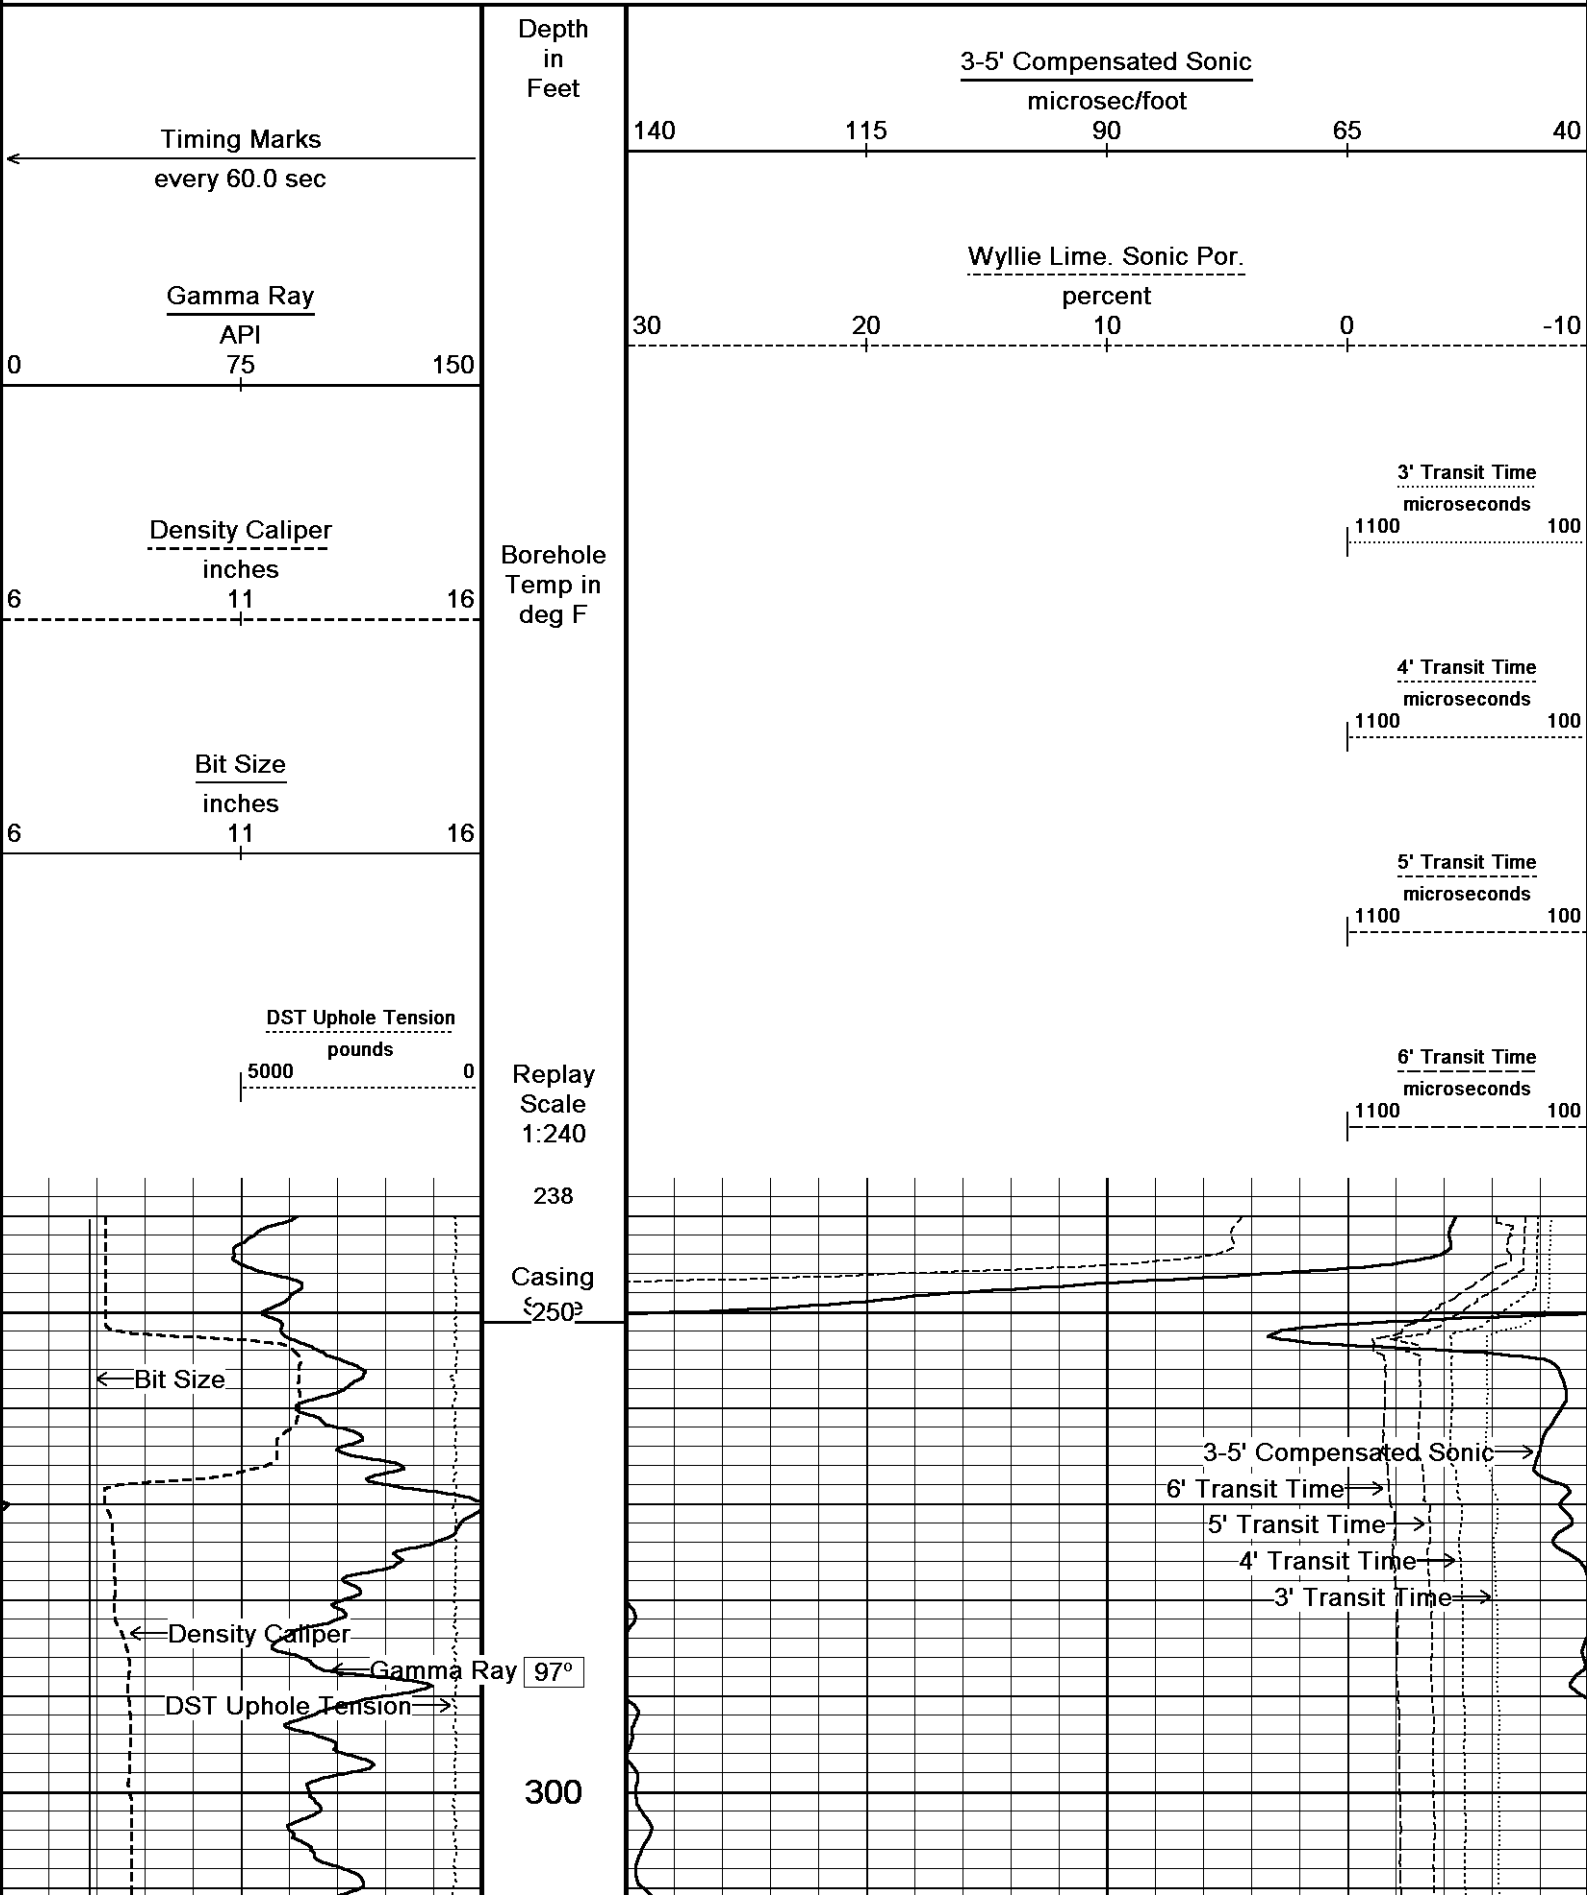 Depth
in
Feet
3-5' Compensated Sonic
microsec/foot
140 115 90 65 40
Timing Marks
every 60.0 sec
Wyllie Lime. Sonic Por.
percent
30 20 10 0 -10
Gamma Ray
API
0 75 150
3' Transit Time
microseconds
1100 100
Density Caliper
inches
6 11 16
Borehole
Temp in
deg F
4' Transit Time
microseconds
1100 100
Bit Size
inches
6 11 16
5' Transit Time
microseconds
1100 100
DST Uphole Tension
pounds
5000 0
Replay
Scale
1:240
6' Transit Time
microseconds
1100 100
238
Casing
250
Bit Size
3-5' Compensated Sonic
6' Transit Time
5' Transit Time
4' Transit Time
3' Transit Time
Density Caliper
Gamma Ray
97º
DST Uphole Tension
300